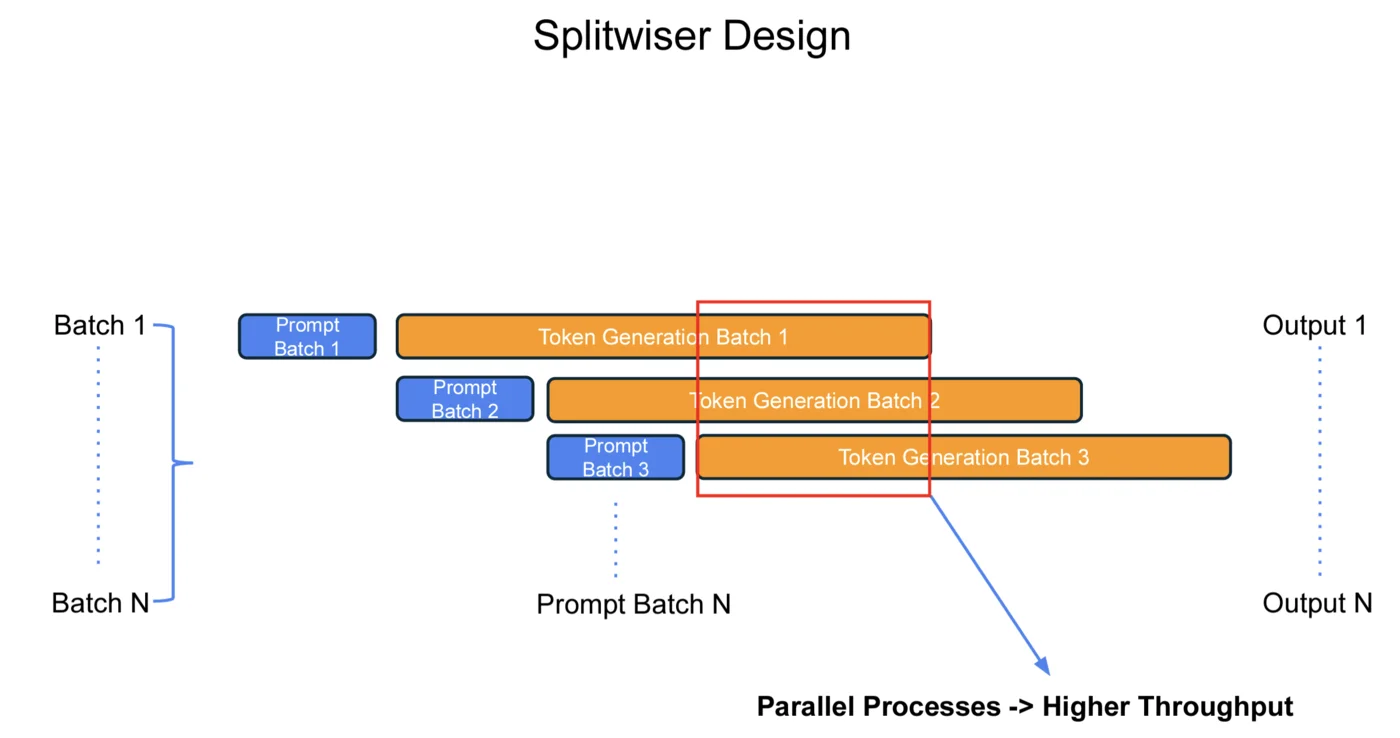 Splitwiser Design
Batch 1
Prompt
Batch 1
Token Generation Batch 1
Output 1
Prompt
Batch 2
Token Generation Batch 2
Prompt
Batch 3
Token Generation Batch 3
Batch N
Prompt Batch N
Output N
Parallel Processes -> Higher Throughput